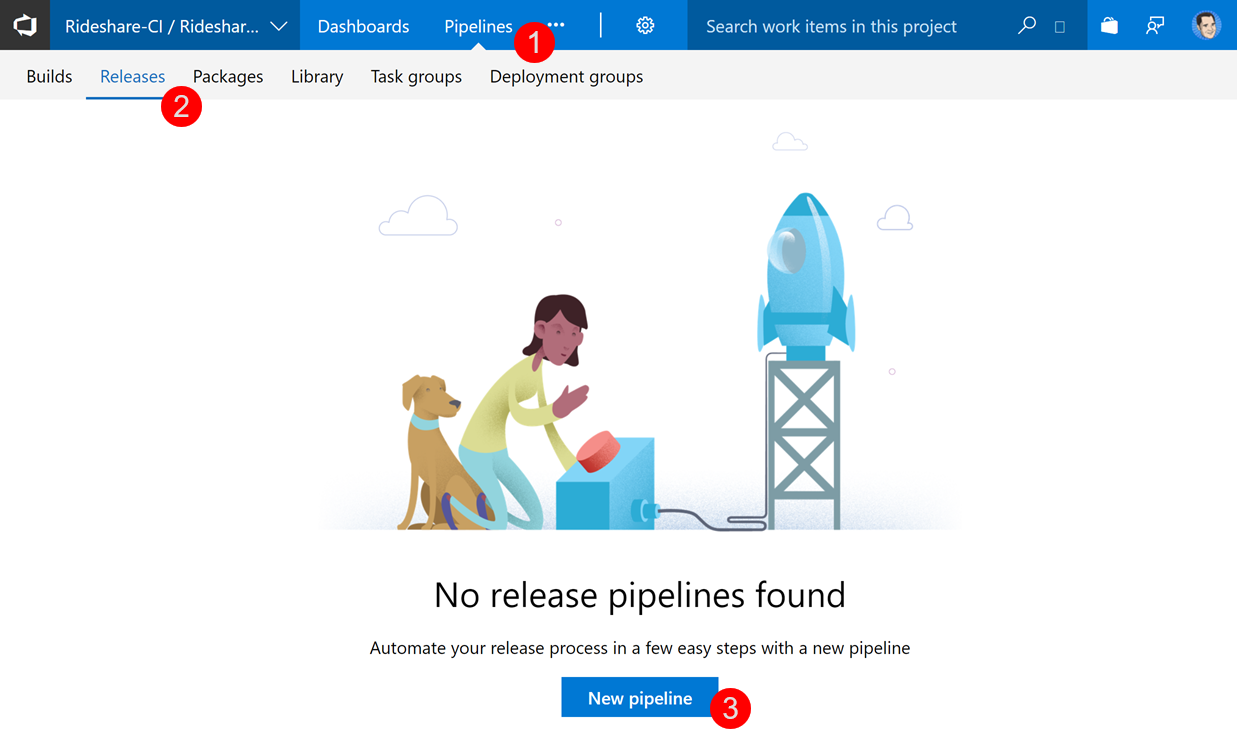 Rideshare-CI / Rideshar... Dashboards Pipelines ... Search work items in this project
1
Builds Releases Packages Library Task groups Deployment groups
2
No release pipelines found
Automate your release process in a few easy steps with a new pipeline
New pipeline
3